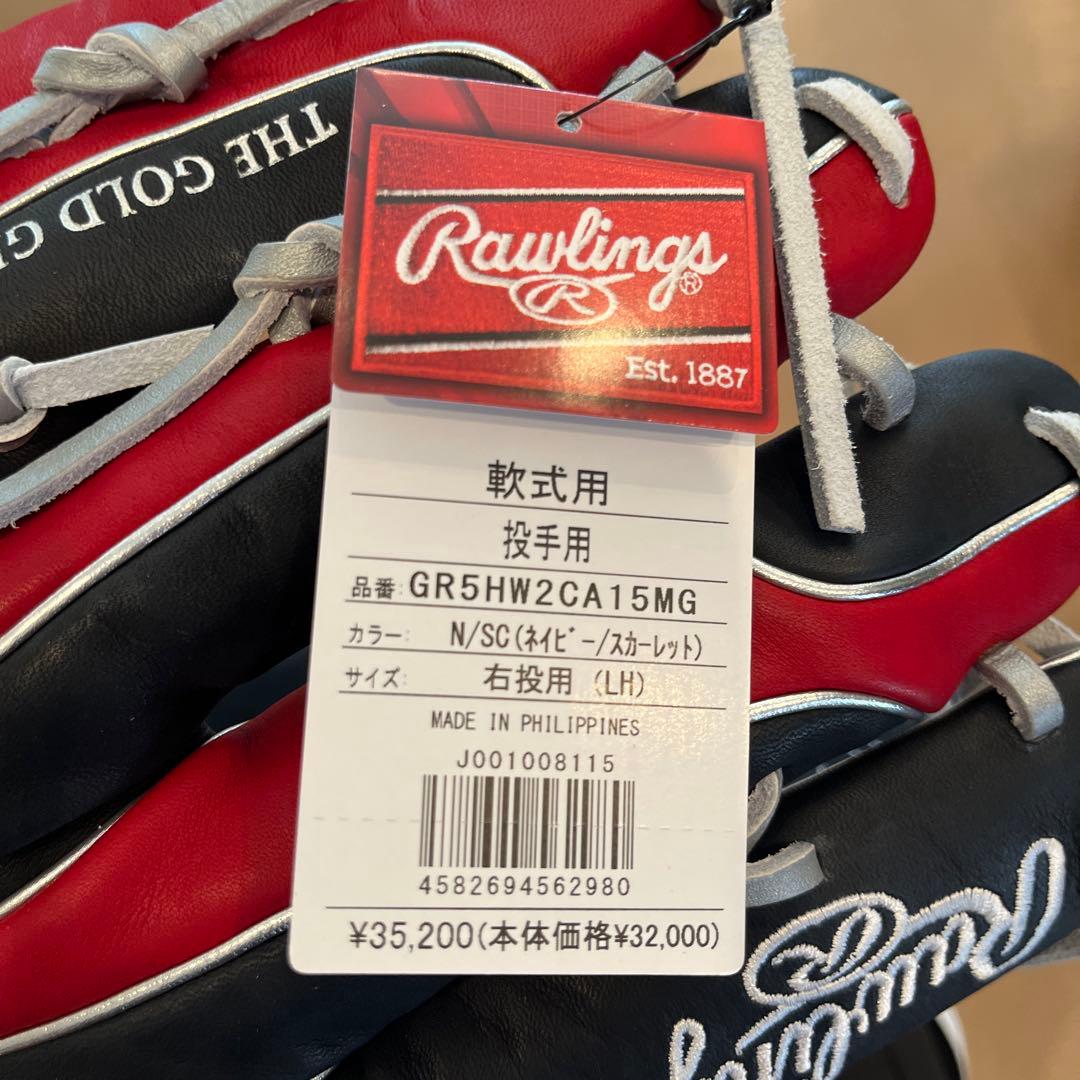 THE GOLD G
Rawlings
R
Est. 1887
軟式用
投手用
品番: GR5HW2CA15MG
カラー: N/SC(ネイビー/スカーレット)
サイズ: 右投用 (LH)
MADE IN PHILIPPINES
J001008115
4582694562980
¥35,200(本体価格¥32,000)
Rawlings
R
Rawlings